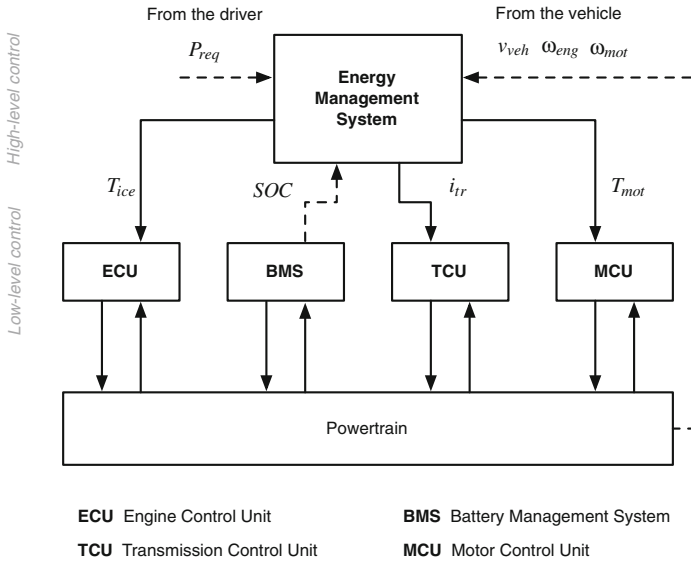 From the driver
From the vehicle
High-level control
P_req
v_veh ω_eng ω_mot
Energy
Management
System
T_ice
SOC
i_tr
T_mot
Low-level control
ECU
BMS
TCU
MCU
Powertrain
ECU Engine Control Unit
BMS Battery Management System
TCU Transmission Control Unit
MCU Motor Control Unit